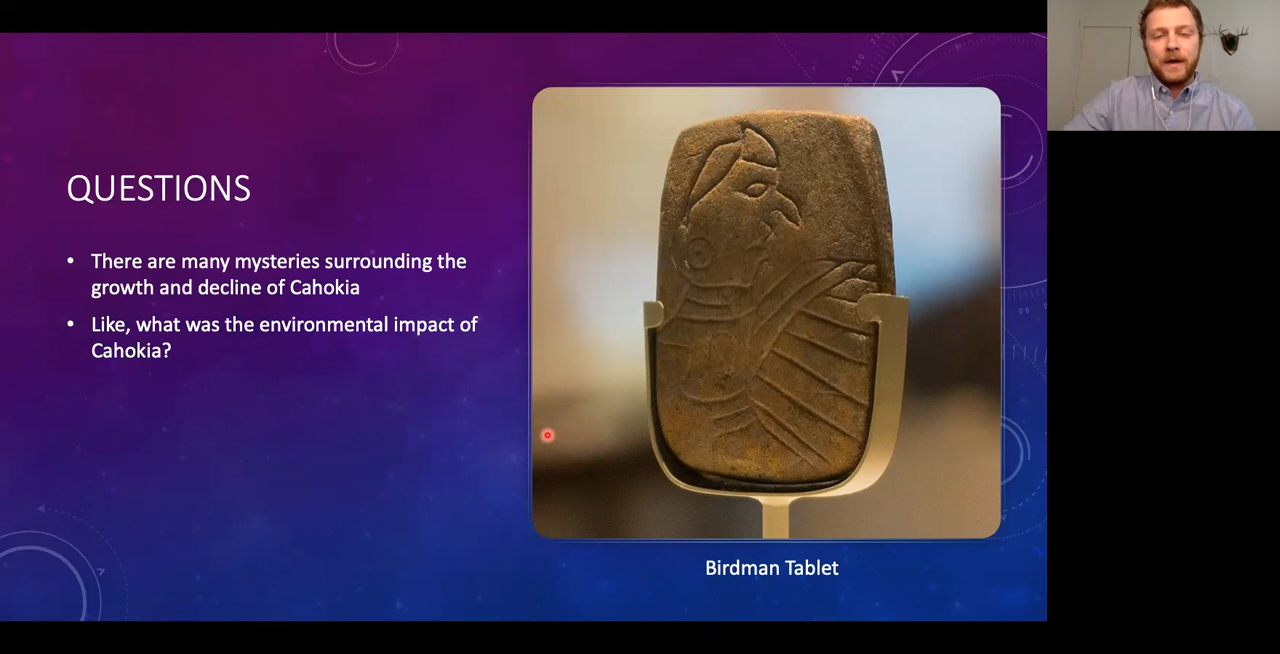 QUESTIONS
• There are many mysteries surrounding the
growth and decline of Cahokia
• Like, what was the environmental impact of
Cahokia?
Birdman Tablet